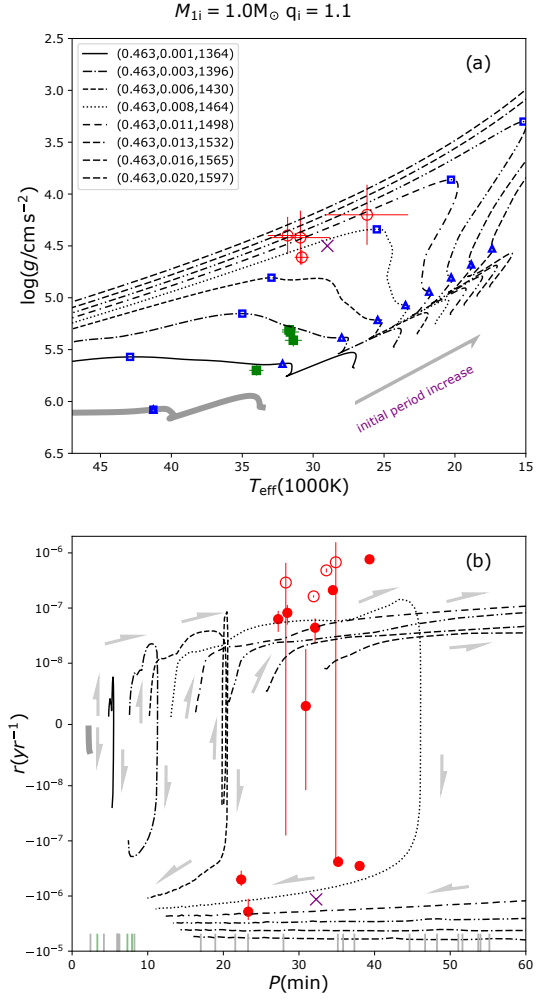 M₁ᵢ = 1.0M⊙ qᵢ = 1.1
(a)
(0.463,0.001,1364)
(0.463,0.003,1396)
(0.463,0.006,1430)
(0.463,0.008,1464)
(0.463,0.011,1498)
(0.463,0.013,1532)
(0.463,0.016,1565)
(0.463,0.020,1597)
2.5
3.0
3.5
4.0
4.5
5.0
5.5
6.0
6.5
log(g/cm s⁻²)
initial period increase
45 40 35 30 25 20 15
T_eff(1000K)
(b)
10⁻⁶
10⁻⁷
10⁻⁸
0
−10⁻⁸
−10⁻⁷
−10⁻⁶
−10⁻⁵
r(yr⁻¹)
0 10 20 30 40 50 60
P(min)